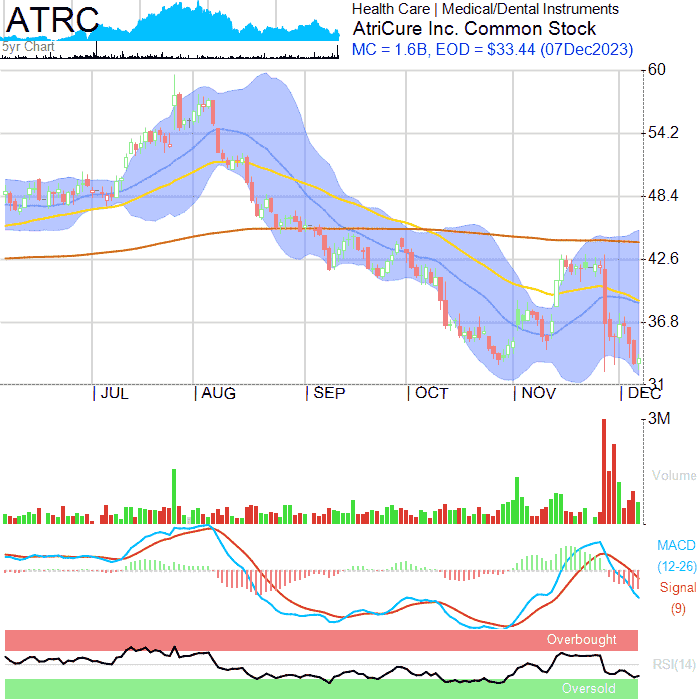 ATRC
5yr Chart
Health Care | Medical/Dental Instruments
AtriCure Inc. Common Stock
MC = 1.6B, EOD = $33.44 (07Dec2023)
60
54.2
48.4
42.6
36.8
31
JUL AUG SEP OCT NOV DEC
3M
Volume
MACD
(12-26)
Signal
(9)
Overbought
RSI(14)
Oversold